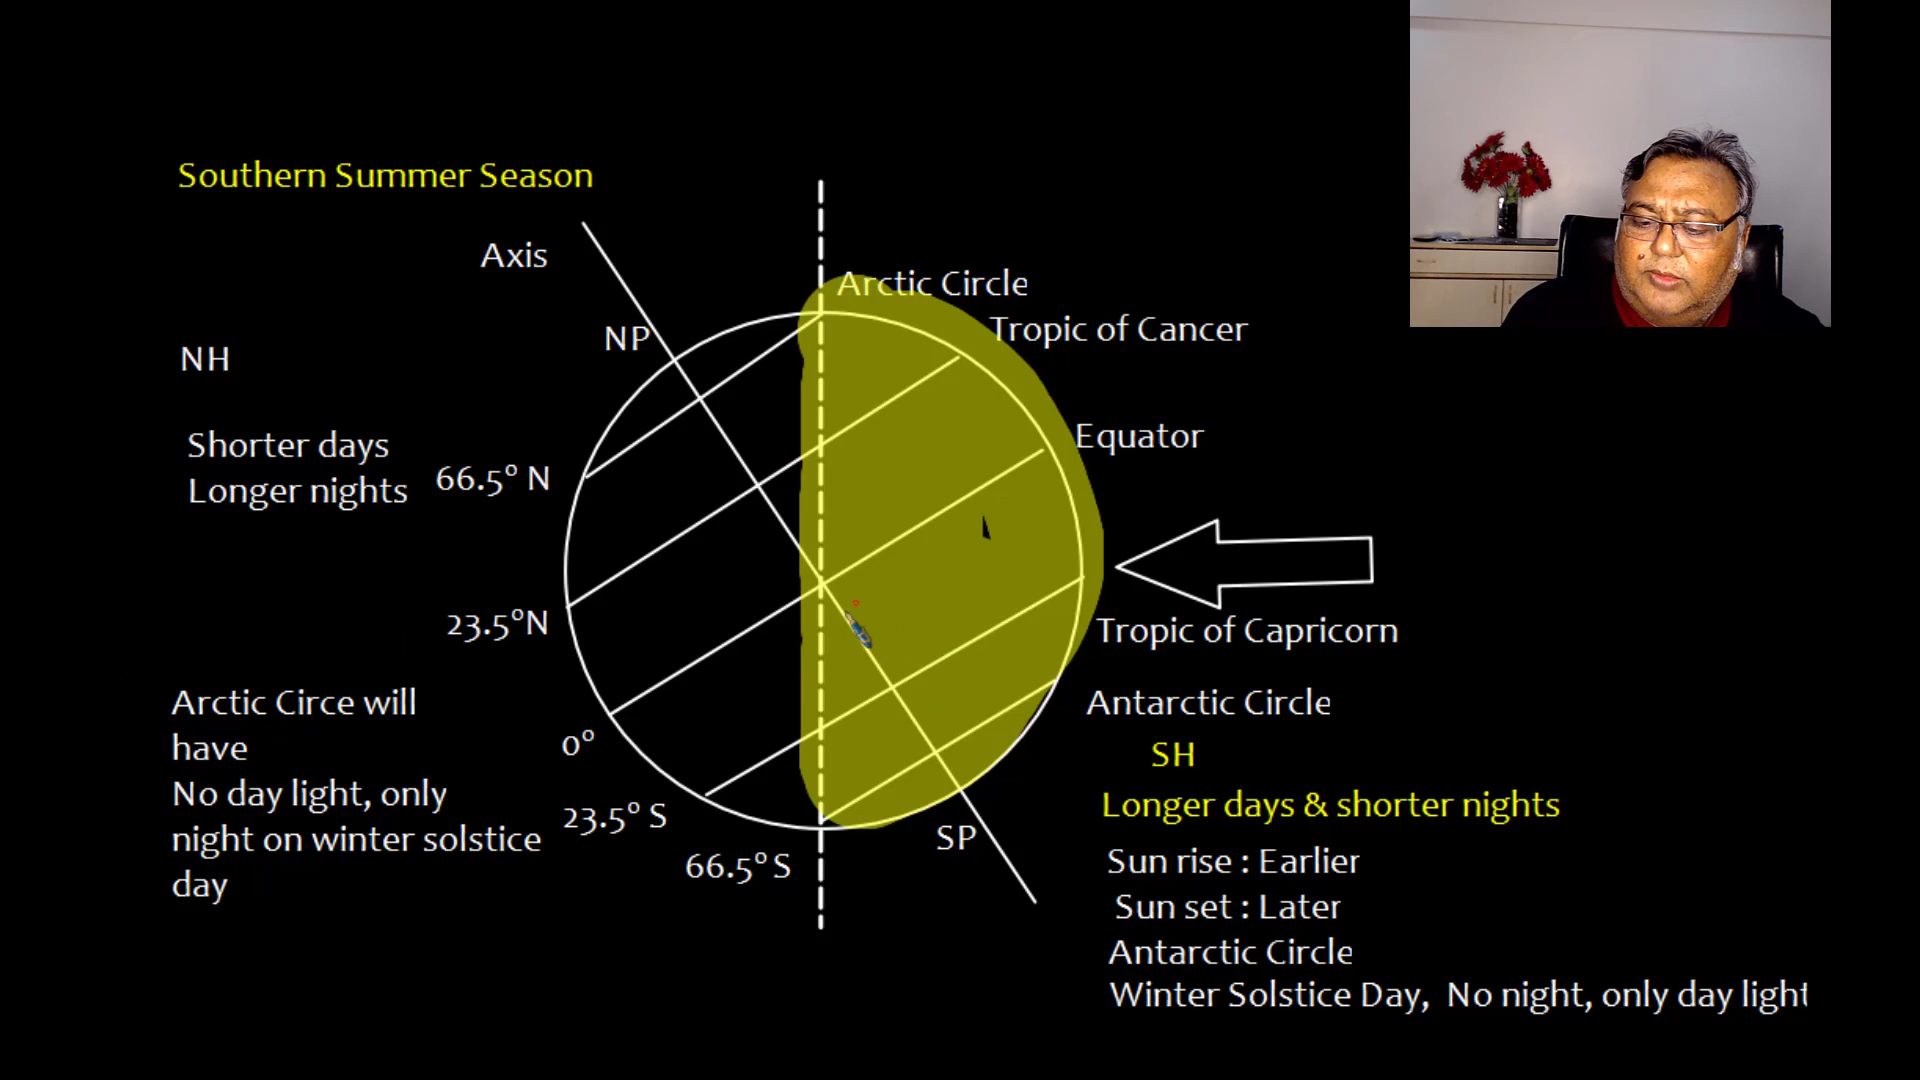 Southern Summer Season
Axis
Arctic Circle
NP
Tropic of Cancer
NH
Equator
Shorter days
Longer nights
66.5° N
23.5°N
Tropic of Capricorn
Arctic Circe will
have
No day light, only
night on winter solstice
day
0°
23.5° S
66.5° S
SP
Antarctic Circle
SH
Longer days & shorter nights
Sun rise : Earlier
Sun set : Later
Antarctic Circle
Winter Solstice Day, No night, only day light